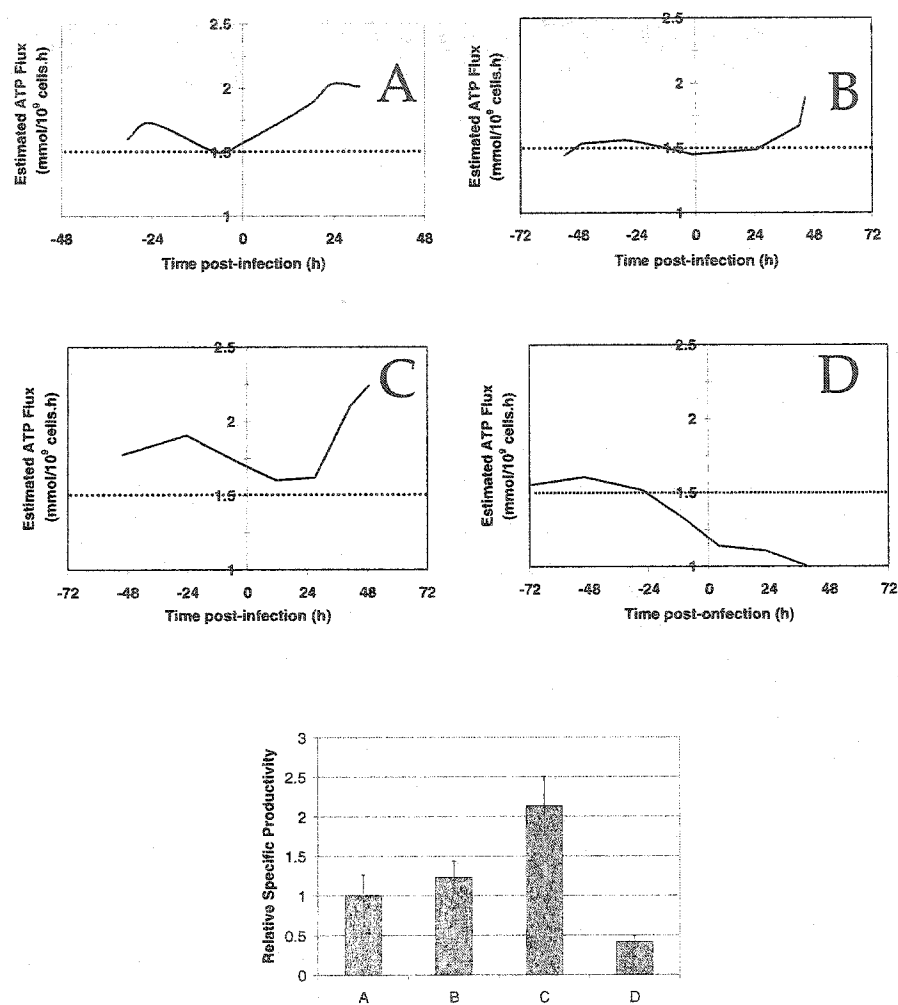 2.5
2
1.5
1
Estimated ATP Flux
(mmol/10⁹ cells.h)
A
-48 -24 0 24 48
Time post-infection (h)
2.5
2
1.5
1
Estimated ATP Flux
(mmol/10⁹ cells.h)
B
-72 -48 -24 0 24 48 72
Time post-infection (h)
2.5
2
1.5
1
Estimated ATP Flux
(mmol/10⁹ cells.h)
C
-72 -48 -24 0 24 48 72
Time post-infection (h)
2.5
2
1.5
1
Estimated ATP Flux
(mmol/10⁹ cells.h)
D
-72 -48 -24 0 24 48 72
Time post-onfection (h)
3
2.5
2
1.5
1
0.5
0
Relative Specific Productivity
A B C D